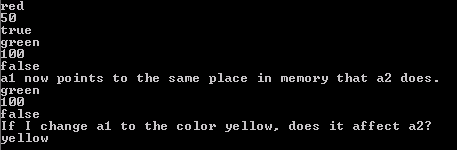 red
50
true
green
100
false
a1 now points to the same place in memory that a2 does.
green
100
false
If I change a1 to the color yellow, does it affect a2?
yellow